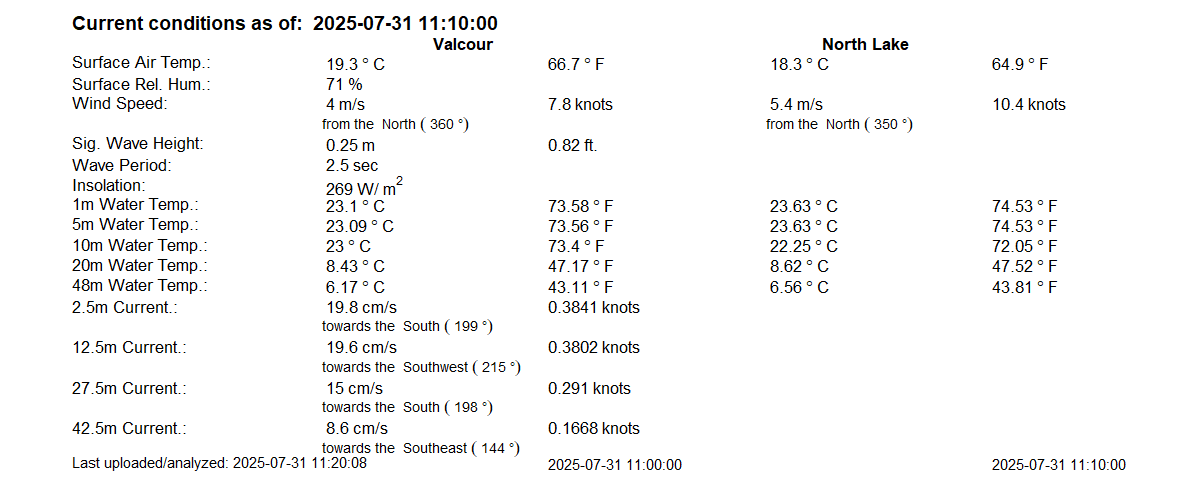 Current conditions as of: 2025-07-31 11:10:00
Valcour North Lake
Surface Air Temp.: 19.3 ° C 66.7 ° F 18.3 ° C 64.9 ° F
Surface Rel. Hum.: 71 %
Wind Speed: 4 m/s 7.8 knots 5.4 m/s 10.4 knots
from the North ( 360 °) from the North ( 350 °)
Sig. Wave Height: 0.25 m 0.82 ft.
Wave Period: 2.5 sec
Insolation: 269 W/ m2
1m Water Temp.: 23.1 ° C 73.58 ° F 23.63 ° C 74.53 ° F
5m Water Temp.: 23.09 ° C 73.56 ° F 23.63 ° C 74.53 ° F
10m Water Temp.: 23 ° C 73.4 ° F 22.25 ° C 72.05 ° F
20m Water Temp.: 8.43 ° C 47.17 ° F 8.62 ° C 47.52 ° F
48m Water Temp.: 6.17 ° C 43.11 ° F 6.56 ° C 43.81 ° F
2.5m Current.: 19.8 cm/s 0.3841 knots
towards the South ( 199 °)
12.5m Current.: 19.6 cm/s 0.3802 knots
towards the Southwest ( 215 °)
27.5m Current.: 15 cm/s 0.291 knots
towards the South ( 198 °)
42.5m Current.: 8.6 cm/s 0.1668 knots
towards the Southeast ( 144 °)
Last uploaded/analyzed: 2025-07-31 11:20:08 2025-07-31 11:00:00 2025-07-31 11:10:00